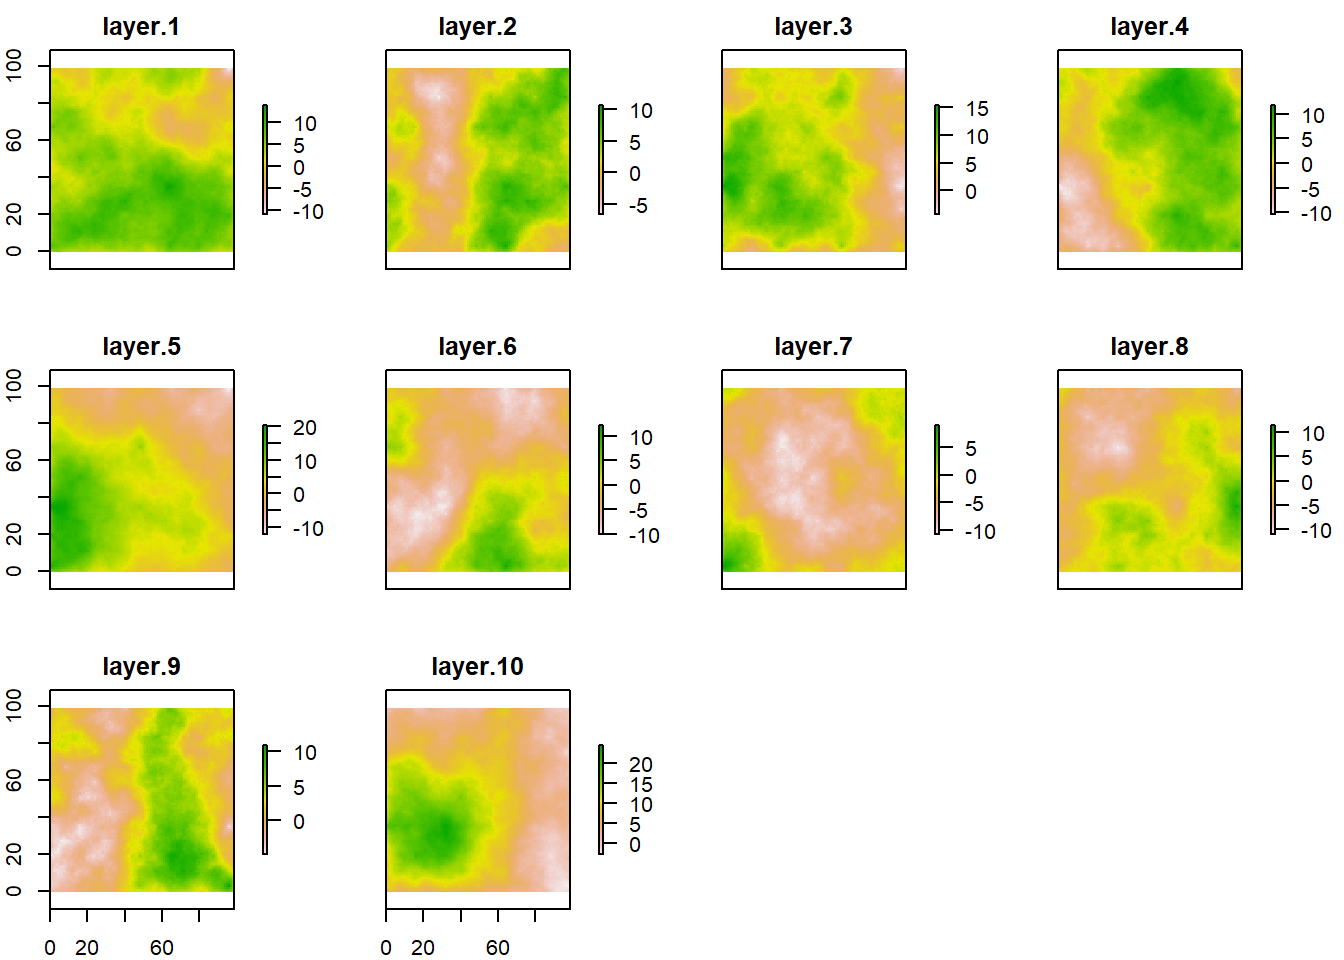 layer.1
layer.2
layer.3
layer.4
0 20 60 100
10 5 0 -5 -10
10 5 0 -5
15 10 5 0
10 5 0 -5 -10
layer.5
layer.6
layer.7
layer.8
0 20 60 100
20 10 0 -10
10 5 0 -5 -10
5 0 -5 -10
10 5 0 -5 -10
layer.9
layer.10
0 20 60 100
10 5 0
20 15 10 5 0
0 20 60
0 20 60